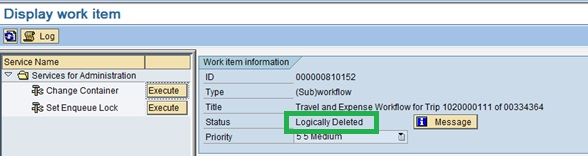 Display work item
Log
Service Name
Services for Administration
Change Container Execute
Set Enqueue Lock Execute
Work item information
ID 000000810152
Type (Sub)workflow
Title Travel and Expense Workflow for Trip 1020000111 of 00334364
Status Logically Deleted Message
Priority 5 5 Medium